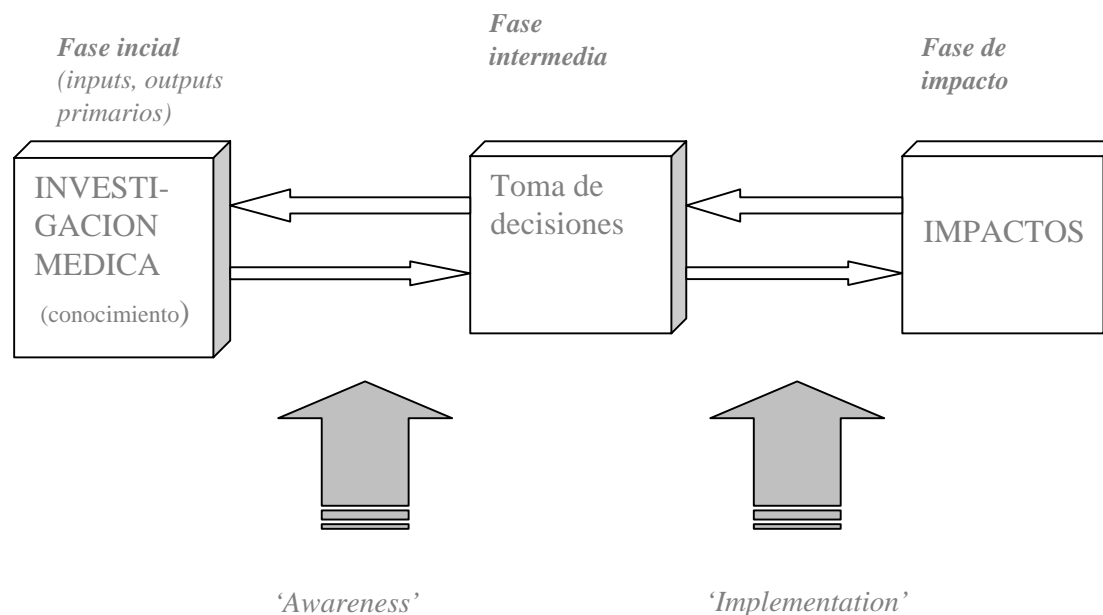 Fase incial
(inputs, outputs
primarios)
Fase
intermedia
Fase de
impacto
INVESTI-
GACION
MEDICA
(conocimiento)
Toma de
decisiones
IMPACTOS
‘Awareness’
‘Implementation’